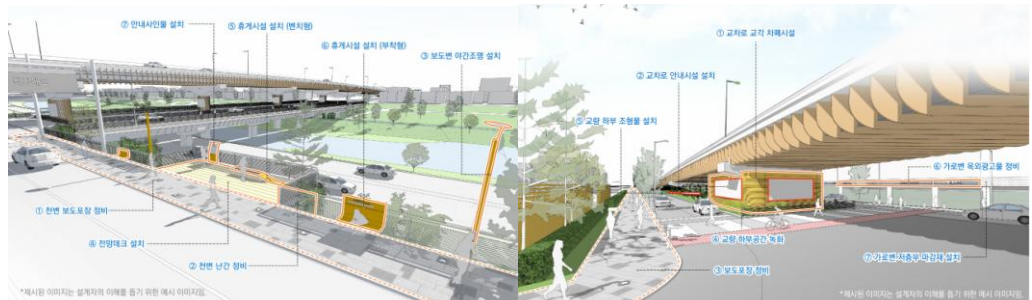 ⑦ 안내사인물 설치
⑤ 휴게시설 설치 (벤치형)
⑥ 휴게시설 설치 (부착형)
③ 보도변 야간조명 설치
① 천변 보도포장 정비
④ 전망데크 설치
② 천변 난간 정비
*제시된 이미지는 설계자의 이해를 돕기 위한 예시 이미지임.
① 교차로 교각 차폐시설
② 교차로 안내시설 설치
⑤ 교량 하부 조형물 설치
⑥ 가로변 옥외광고물 정비
④ 교량 하부공간 녹화
③ 보도포장 정비
⑦ 가로변 저층부 마감재 설치
*제시된 이미지는 설계자의 이해를 돕기 위한 예시 이미지임.